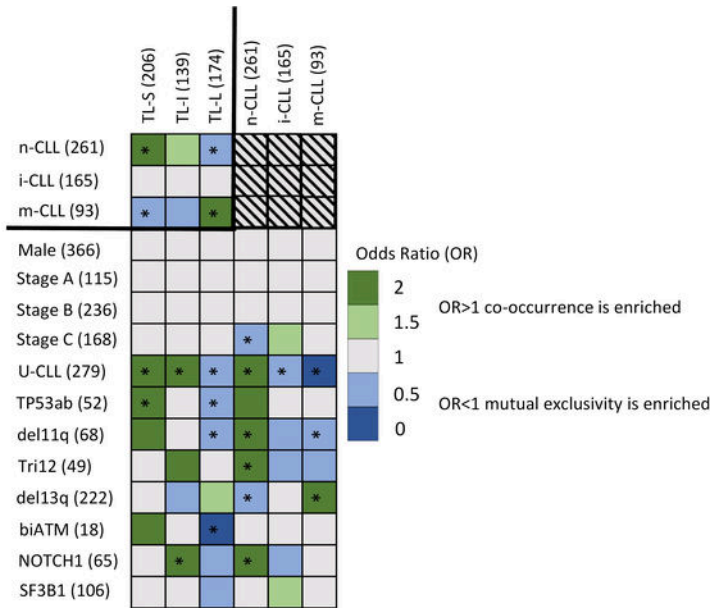 TL-S (206)
TL-I (139)
TL-L (174)
n-CLL (261)
i-CLL (165)
m-CLL (93)
n-CLL (261) * *
i-CLL (165)
m-CLL (93) * *
Male (366)
Stage A (115)
Stage B (236)
Stage C (168) *
U-CLL (279) * * * * * *
TP53ab (52) * *
del11q (68) * * *
Tri12 (49) *
del13q (222) * *
biATM (18) *
NOTCH1 (65) * *
SF3B1 (106)
Odds Ratio (OR)
2
1.5
1
0.5
0
OR>1 co-occurrence is enriched
OR<1 mutual exclusivity is enriched